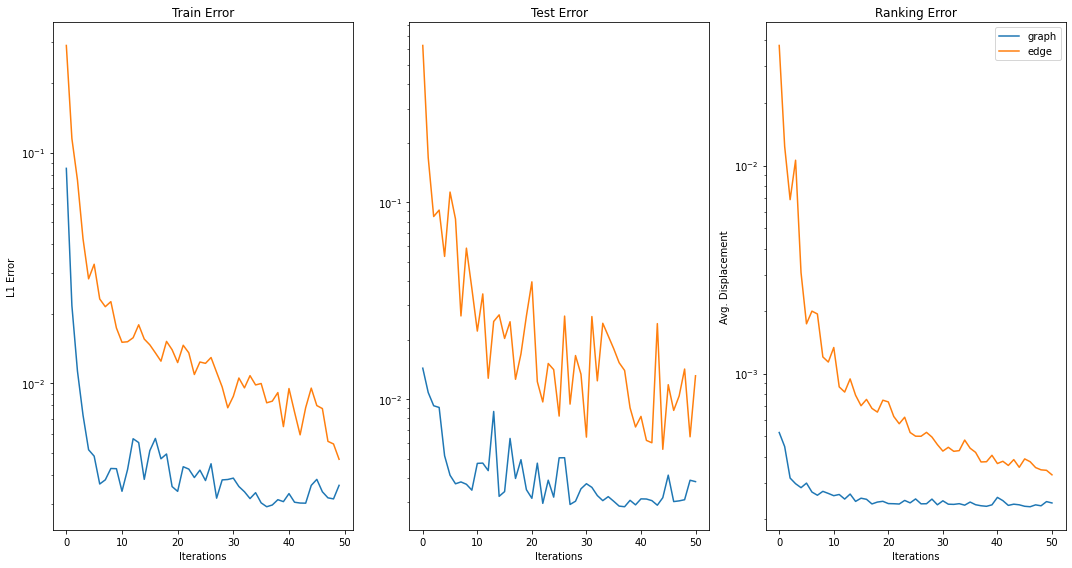 Train Error
L1 Error
10⁻¹
10⁻²
0 10 20 30 40 50
Iterations
Test Error
10⁻¹
10⁻²
0 10 20 30 40 50
Iterations
Ranking Error
graph
edge
Avg. Displacement
10⁻²
10⁻³
0 10 20 30 40 50
Iterations